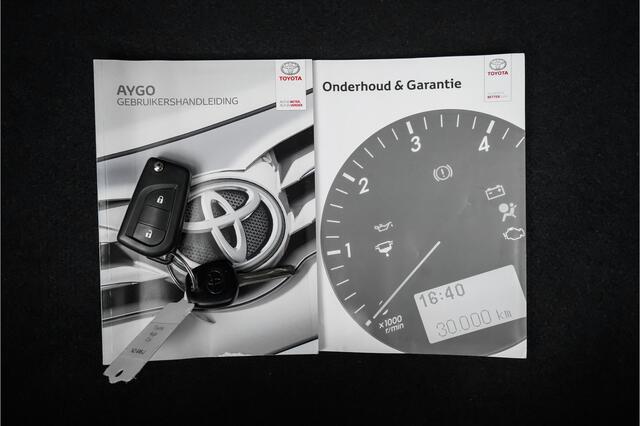 AYGO
GEBRUIKERSHANDLEIDING
TOYOTA
Onderhoud & Garantie
TOYOTA
1
2
3
4
x1000
r/min
16:40
30.000 km